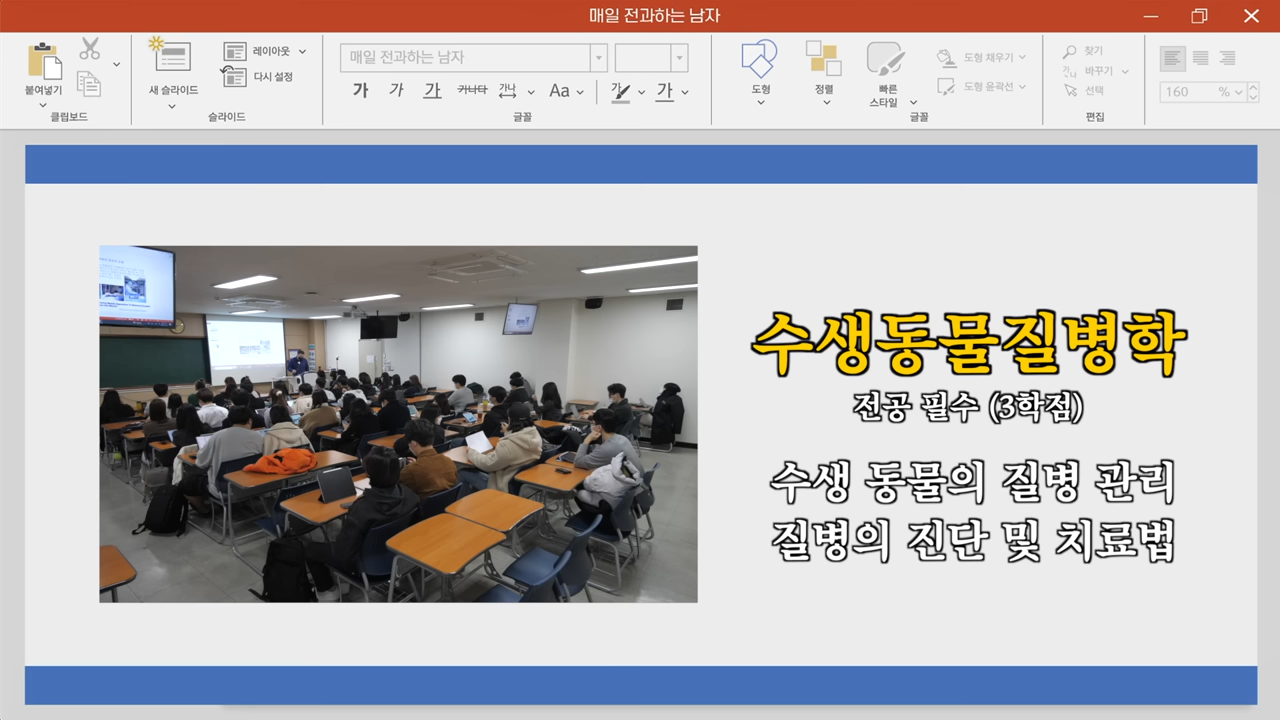 매일 전과하는 남자
붙여넣기
클립보드
새 슬라이드
레이아웃
다시 설정
슬라이드
매일 전과하는 남자
가 가 가 가나다 가나 Aa 가나 가
글꼴
도형
정렬
빠른
스타일
도형 채우기
도형 윤곽선
글꼴
찾기
바꾸기
선택
편집
160 %
수생동물질병학
전공 필수 (3학점)
수생 동물의 질병 관리
질병의 진단 및 치료법